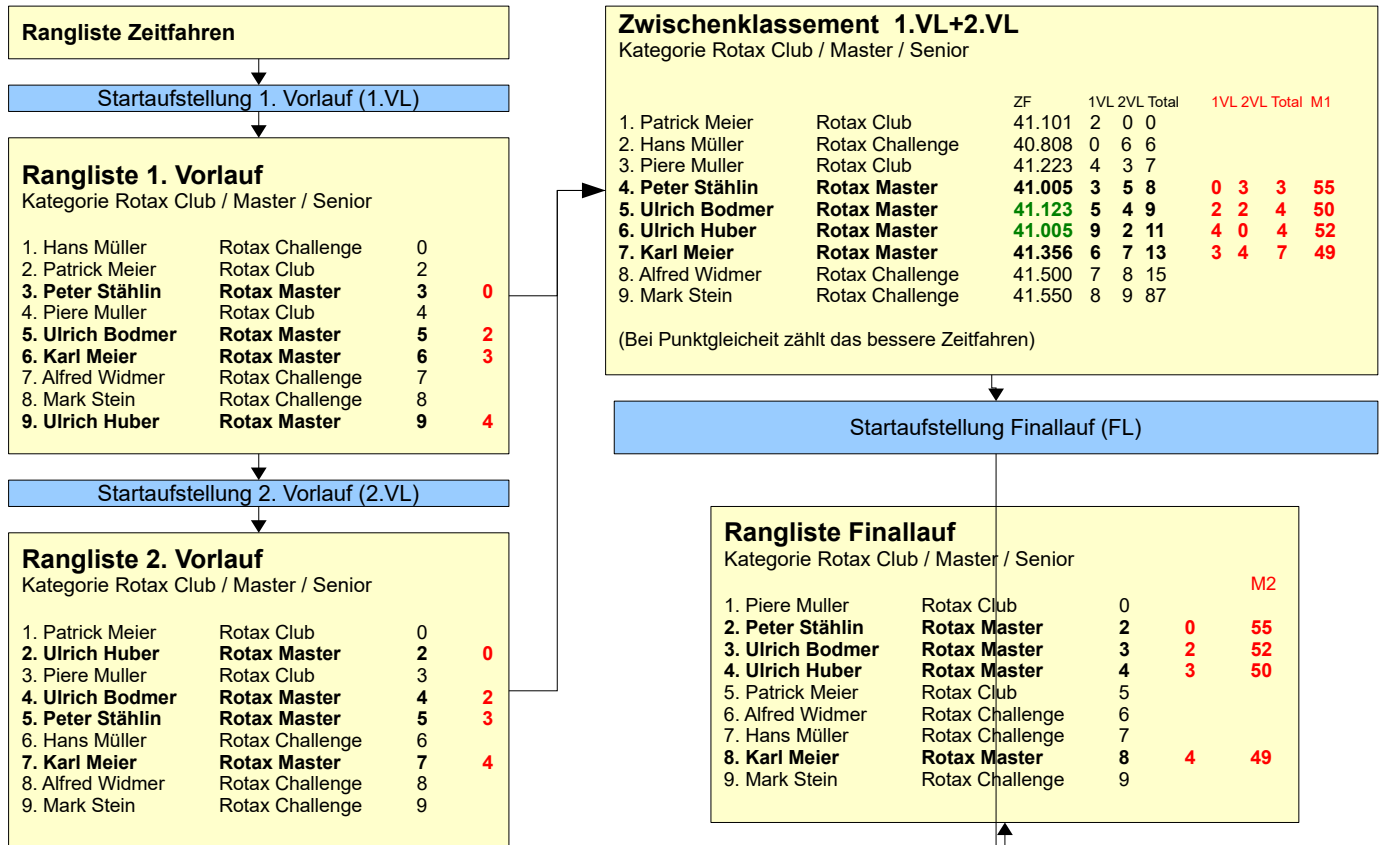 Rangliste Zeitfahren
Startaufstellung 1. Vorlauf (1.VL)
Rangliste 1. Vorlauf
Kategorie Rotax Club / Master / Senior
1. Hans Müller Rotax Challenge 0
2. Patrick Meier Rotax Club 2
3. Peter Stählin Rotax Master 3 0
4. Piere Muller Rotax Club 4
5. Ulrich Bodmer Rotax Master 5 2
6. Karl Meier Rotax Master 6 3
7. Alfred Widmer Rotax Challenge 7
8. Mark Stein Rotax Challenge 8
9. Ulrich Huber Rotax Master 9 4
Startaufstellung 2. Vorlauf (2.VL)
Rangliste 2. Vorlauf
Kategorie Rotax Club / Master / Senior
1. Patrick Meier Rotax Club 0
2. Ulrich Huber Rotax Master 2 0
3. Piere Muller Rotax Club 3
4. Ulrich Bodmer Rotax Master 4 2
5. Peter Stählin Rotax Master 5 3
6. Hans Müller Rotax Challenge 6
7. Karl Meier Rotax Master 7 4
8. Alfred Widmer Rotax Challenge 8
9. Mark Stein Rotax Challenge 9
Zwischenklassement 1.VL+2.VL
Kategorie Rotax Club / Master / Senior
ZF 1VL 2VL Total 1VL 2VL Total M1
1. Patrick Meier Rotax Club 41.101 2 0 0
2. Hans Müller Rotax Challenge 40.808 0 6 6
3. Piere Muller Rotax Club 41.223 4 3 7
4. Peter Stählin Rotax Master 41.005 3 5 8 0 3 3 55
5. Ulrich Bodmer Rotax Master 41.123 5 4 9 2 2 4 50
6. Ulrich Huber Rotax Master 41.005 9 2 11 4 0 4 52
7. Karl Meier Rotax Master 41.356 6 7 13 3 4 7 49
8. Alfred Widmer Rotax Challenge 41.500 7 8 15
9. Mark Stein Rotax Challenge 41.550 8 9 87
(Bei Punktgleicheit zählt das bessere Zeitfahren)
Startaufstellung Finallauf (FL)
Rangliste Finallauf
Kategorie Rotax Club / Master / Senior
M2
1. Piere Muller Rotax Club 0
2. Peter Stählin Rotax Master 2 0 55
3. Ulrich Bodmer Rotax Master 3 2 52
4. Ulrich Huber Rotax Master 4 3 50
5. Patrick Meier Rotax Club 5
6. Alfred Widmer Rotax Challenge 6
7. Hans Müller Rotax Challenge 7
8. Karl Meier Rotax Master 8 4 49
9. Mark Stein Rotax Challenge 9